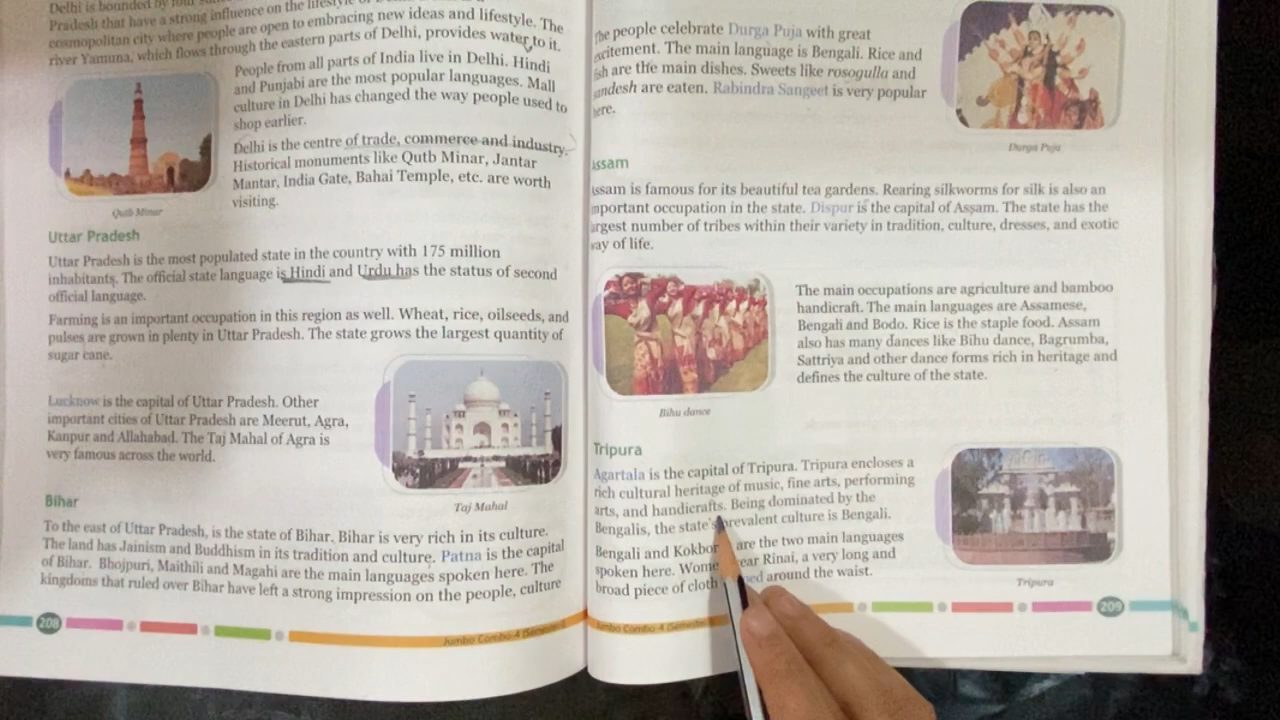 Delhi is bounded by four
Pradesh that have a strong influence on the lifestyle of
cosmopolitan city where people are open to embracing new ideas and lifestyle. The
river Yamuna, which flows through the eastern parts of Delhi, provides water to it.
People from all parts of India live in Delhi. Hindi
and Punjabi are the most popular languages. Mall
culture in Delhi has changed the way people used to
shop earlier.
Delhi is the centre of trade, commerce and industry.
Historical monuments like Qutb Minar, Jantar
Mantar, India Gate, Bahai Temple, etc. are worth
visiting.
Qutb Minar
Uttar Pradesh
Uttar Pradesh is the most populated state in the country with 175 million
inhabitants. The official state language is Hindi and Urdu has the status of second
official language.
Farming is an important occupation in this region as well. Wheat, rice, oilseeds, and
pulses are grown in plenty in Uttar Pradesh. The state grows the largest quantity of
sugar cane.
Lucknow is the capital of Uttar Pradesh. Other
important cities of Uttar Pradesh are Meerut, Agra,
Kanpur and Allahabad. The Taj Mahal of Agra is
very famous across the world.
Taj Mahal
Bihar
To the east of Uttar Pradesh, is the state of Bihar. Bihar is very rich in its culture.
The land has Jainism and Buddhism in its tradition and culture. Patna is the capital
of Bihar. Bhojpuri, Maithili and Magahi are the main languages spoken here. The
kingdoms that ruled over Bihar have left a strong impression on the people, culture
208
Jumbo Combo-4
The people celebrate Durga Puja with great
excitement. The main language is Bengali. Rice and
fish are the main dishes. Sweets like rosogulla and
sandesh are eaten. Rabindra Sangeet is very popular
here.
Durga Puja
Assam
Assam is famous for its beautiful tea gardens. Rearing silkworms for silk is also an
important occupation in the state. Dispur is the capital of Assam. The state has the
largest number of tribes within their variety in tradition, culture, dresses, and exotic
way of life.
The main occupations are agriculture and bamboo
handicraft. The main languages are Assamese,
Bengali and Bodo. Rice is the staple food. Assam
also has many dances like Bihu dance, Bagrumba,
Sattriya and other dance forms rich in heritage and
defines the culture of the state.
Bihu dance
Tripura
Agartala is the capital of Tripura. Tripura encloses a
rich cultural heritage of music, fine arts, performing
arts, and handicrafts. Being dominated by the
Bengalis, the state's prevalent culture is Bengali.
Bengali and Kokbor are the two main languages
spoken here. Wome ear Rinai, a very long and
broad piece of cloth around the waist.
Tripura
Jumbo Combo-4
209